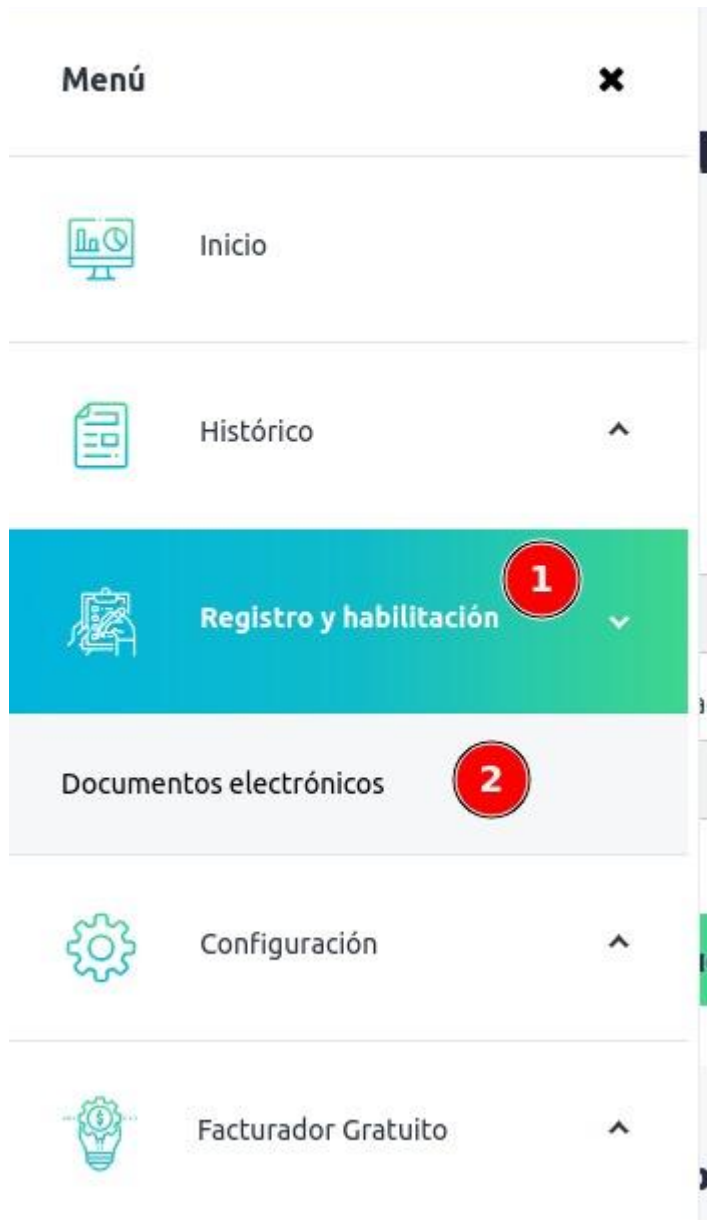 Menú
Inicio
Histórico
Registro y habilitación
1
Documentos electrónicos
2
Configuración
Facturador Gratuito